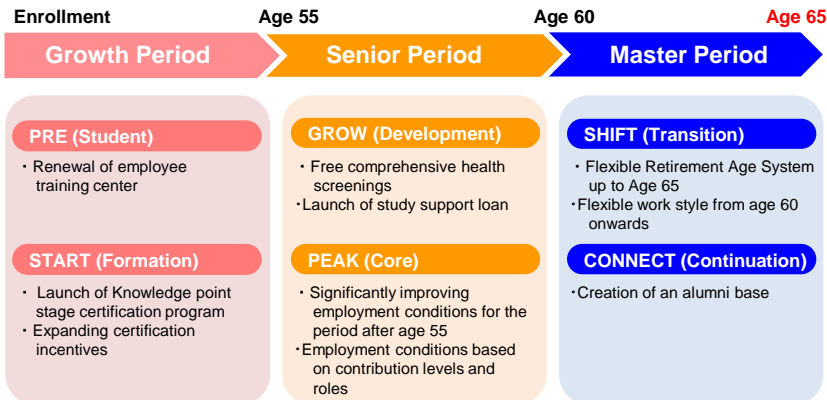 Enrollment
Age 55
Age 60
Age 65
Growth Period
Senior Period
Master Period
PRE (Student)
・Renewal of employee
training center
START (Formation)
・Launch of Knowledge point
stage certification program
・Expanding certification
incentives
GROW (Development)
・Free comprehensive health
screenings
・Launch of study support loan
PEAK (Core)
・Significantly improving
employment conditions for the
period after age 55
・Employment conditions based
on contribution levels and
roles
SHIFT (Transition)
・Flexible Retirement Age System
up to Age 65
・Flexible work style from age 60
onwards
CONNECT (Continuation)
・Creation of an alumni base